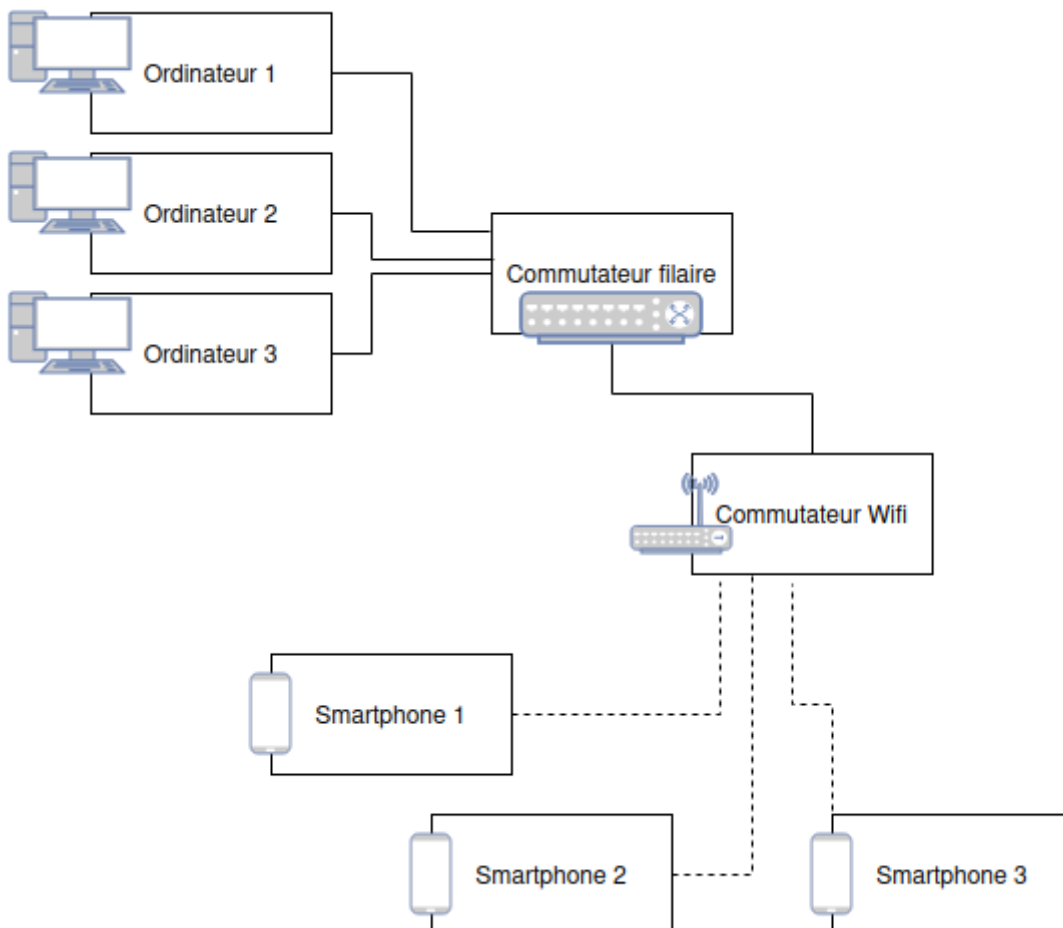 Ordinateur 1
Ordinateur 2
Commutateur filaire
Ordinateur 3
Commutateur Wifi
Smartphone 1
Smartphone 2
Smartphone 3